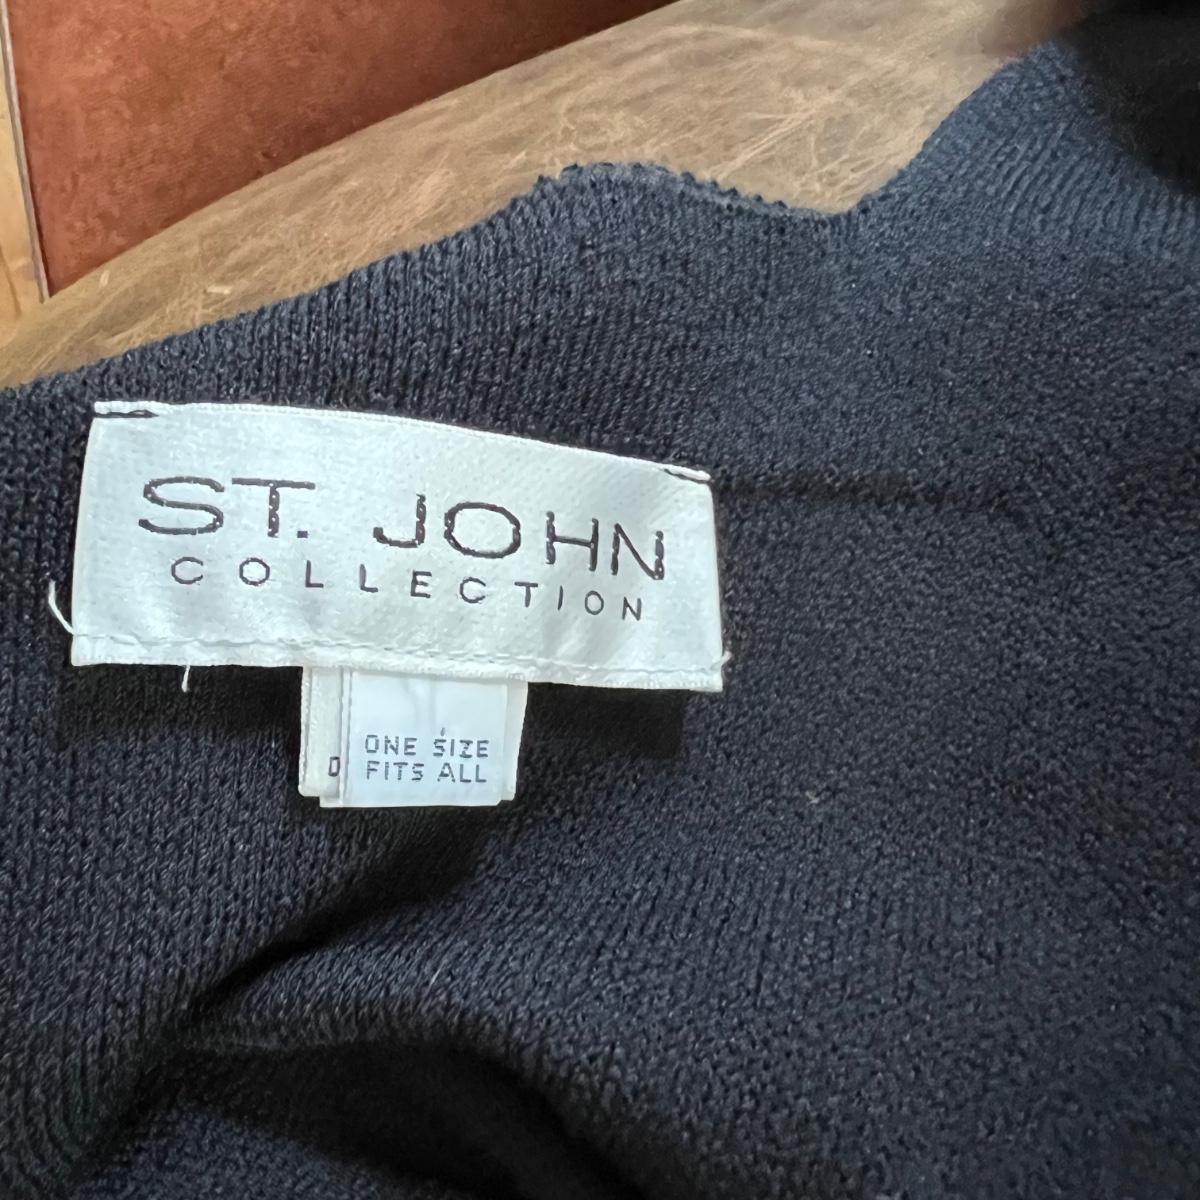 ST. JOHN
COLLECTION
ONE SIZE
D FITS ALL